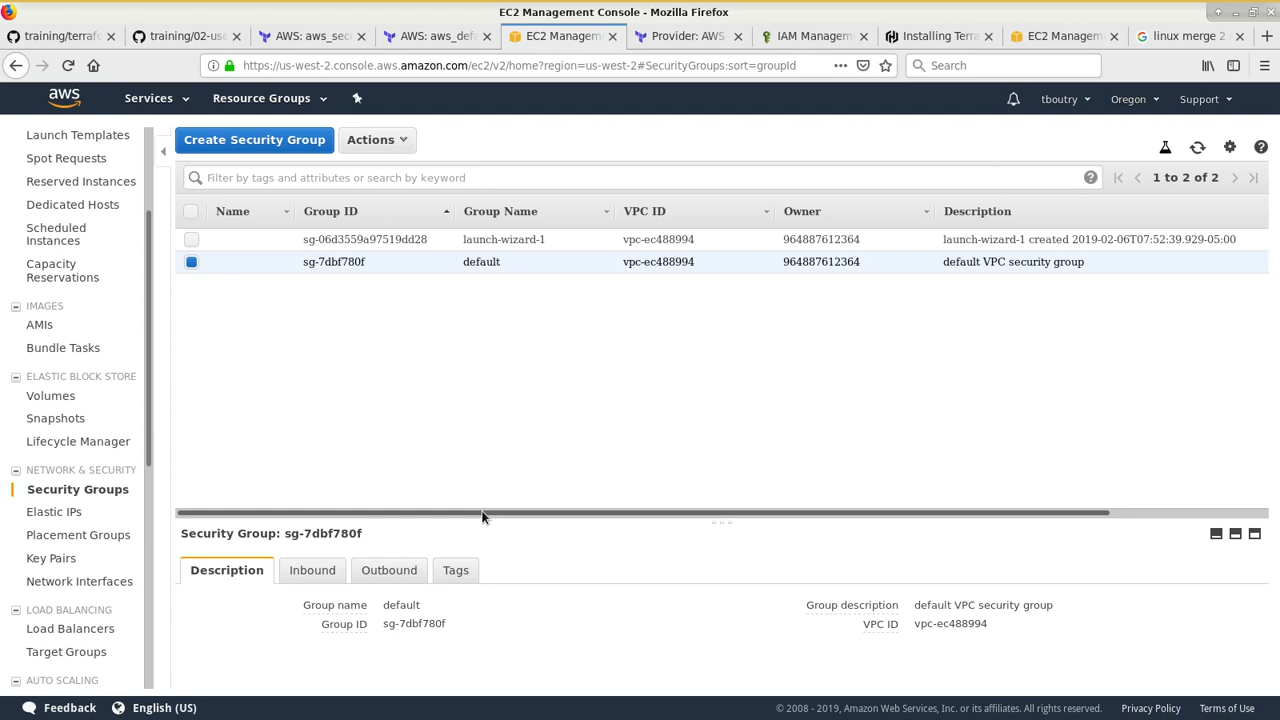 EC2 Management Console - Mozilla Firefox
training/terrafo
training/02-use
AWS: aws_sec
AWS: aws_def
EC2 Managem
Provider: AWS
IAM Managem
Installing Terra
EC2 Managem
linux merge 2
https://us-west-2.console.aws.amazon.com/ec2/v2/home?region=us-west-2#SecurityGroups:sort=groupId
Search
aws
Services
Resource Groups
tboutry
Oregon
Support
Launch Templates
Spot Requests
Reserved Instances
Dedicated Hosts
Scheduled
Instances
Capacity
Reservations
IMAGES
AMIs
Bundle Tasks
ELASTIC BLOCK STORE
Volumes
Snapshots
Lifecycle Manager
NETWORK & SECURITY
Security Groups
Elastic IPs
Placement Groups
Key Pairs
Network Interfaces
LOAD BALANCING
Load Balancers
Target Groups
AUTO SCALING
Create Security Group
Actions
Filter by tags and attributes or search by keyword
1 to 2 of 2
Name Group ID Group Name VPC ID Owner Description
sg-06d3559a97519dd28 launch-wizard-1 vpc-ec488994 964887612364 launch-wizard-1 created 2019-02-06T07:52:39.929-05:00
sg-7dbf780f default vpc-ec488994 964887612364 default VPC security group
Security Group: sg-7dbf780f
Description Inbound Outbound Tags
Group name default Group description default VPC security group
Group ID sg-7dbf780f VPC ID vpc-ec488994
Feedback
English (US)
© 2008 - 2019, Amazon Web Services, Inc. or its affiliates. All rights reserved.
Privacy Policy
Terms of Use